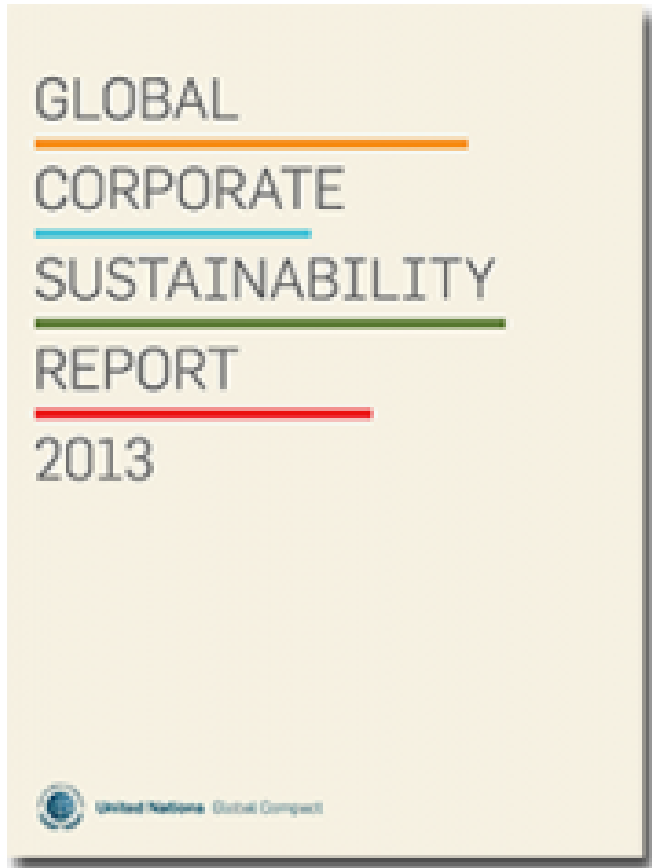 GLOBAL
CORPORATE
SUSTAINABILITY
REPORT
2013
United Nations Global Compact